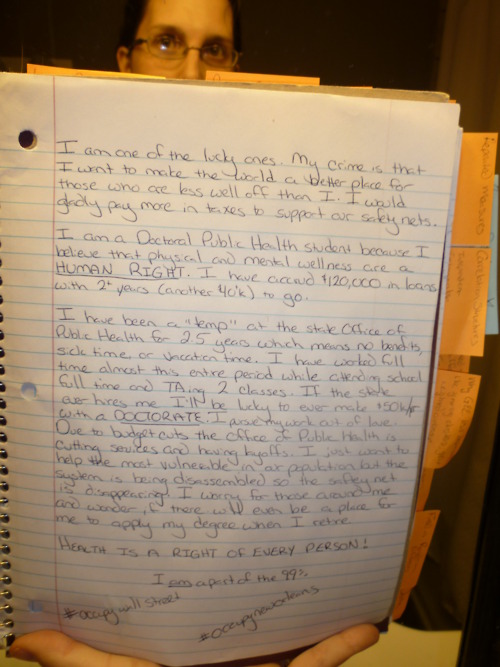 I am one of the lucky ones. My crime is that
I want to make the world a better place for
those who are less well off than I. I would
gladly pay more in taxes to support our safety nets.
I am a Doctoral Public Health student because I
believe that physical and mental wellness are a
HUMAN RIGHT. I have accrued $120,000 in loans
with 2+ years (another 40k) to go.
I have been a "temp" at the state Office of
Public Health for 2.5 years which means no benefits,
sick time, or vacation time. I have worked full
time almost this entire period while attending school
full time and TAing 2 classes. If the state
ever hires me I'll be lucky to ever make $50k/yr
with a DOCTORATE. I pursue my work out of love.
Due to budget cuts the Office of Public Health is
cutting services and having layoffs. I just want to
help the most vulnerable in our population but the
system is being disassembled so the saftey net
is disappearing. I worry for those around me
and wonder if there will even be a place for
me to apply my degree when I retire.
HEALTH IS A RIGHT OF EVERY PERSON!
I am a part of the 99%
#occupywallstreet
#occupyneworleans
measures